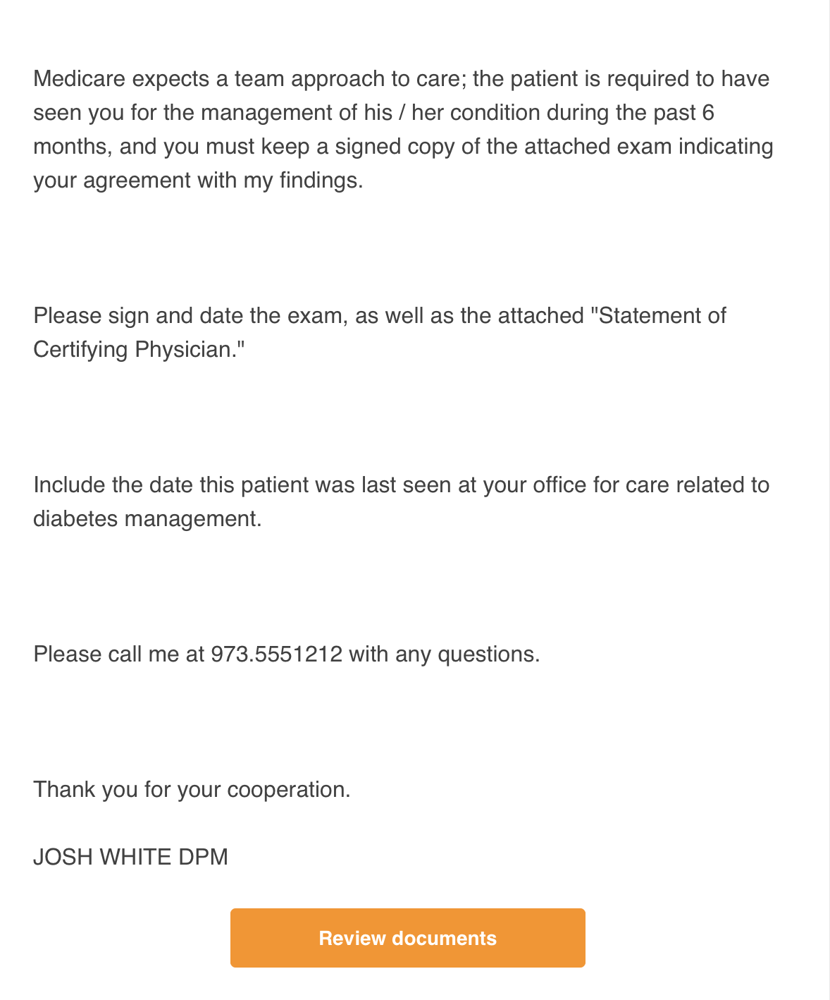 Medicare expects a team approach to care; the patient is required to have
seen you for the management of his / her condition during the past 6
months, and you must keep a signed copy of the attached exam indicating
your agreement with my findings.
Please sign and date the exam, as well as the attached "Statement of
Certifying Physician."
Include the date this patient was last seen at your office for care related to
diabetes management.
Please call me at 973.5551212 with any questions.
Thank you for your cooperation.
JOSH WHITE DPM
Review documents